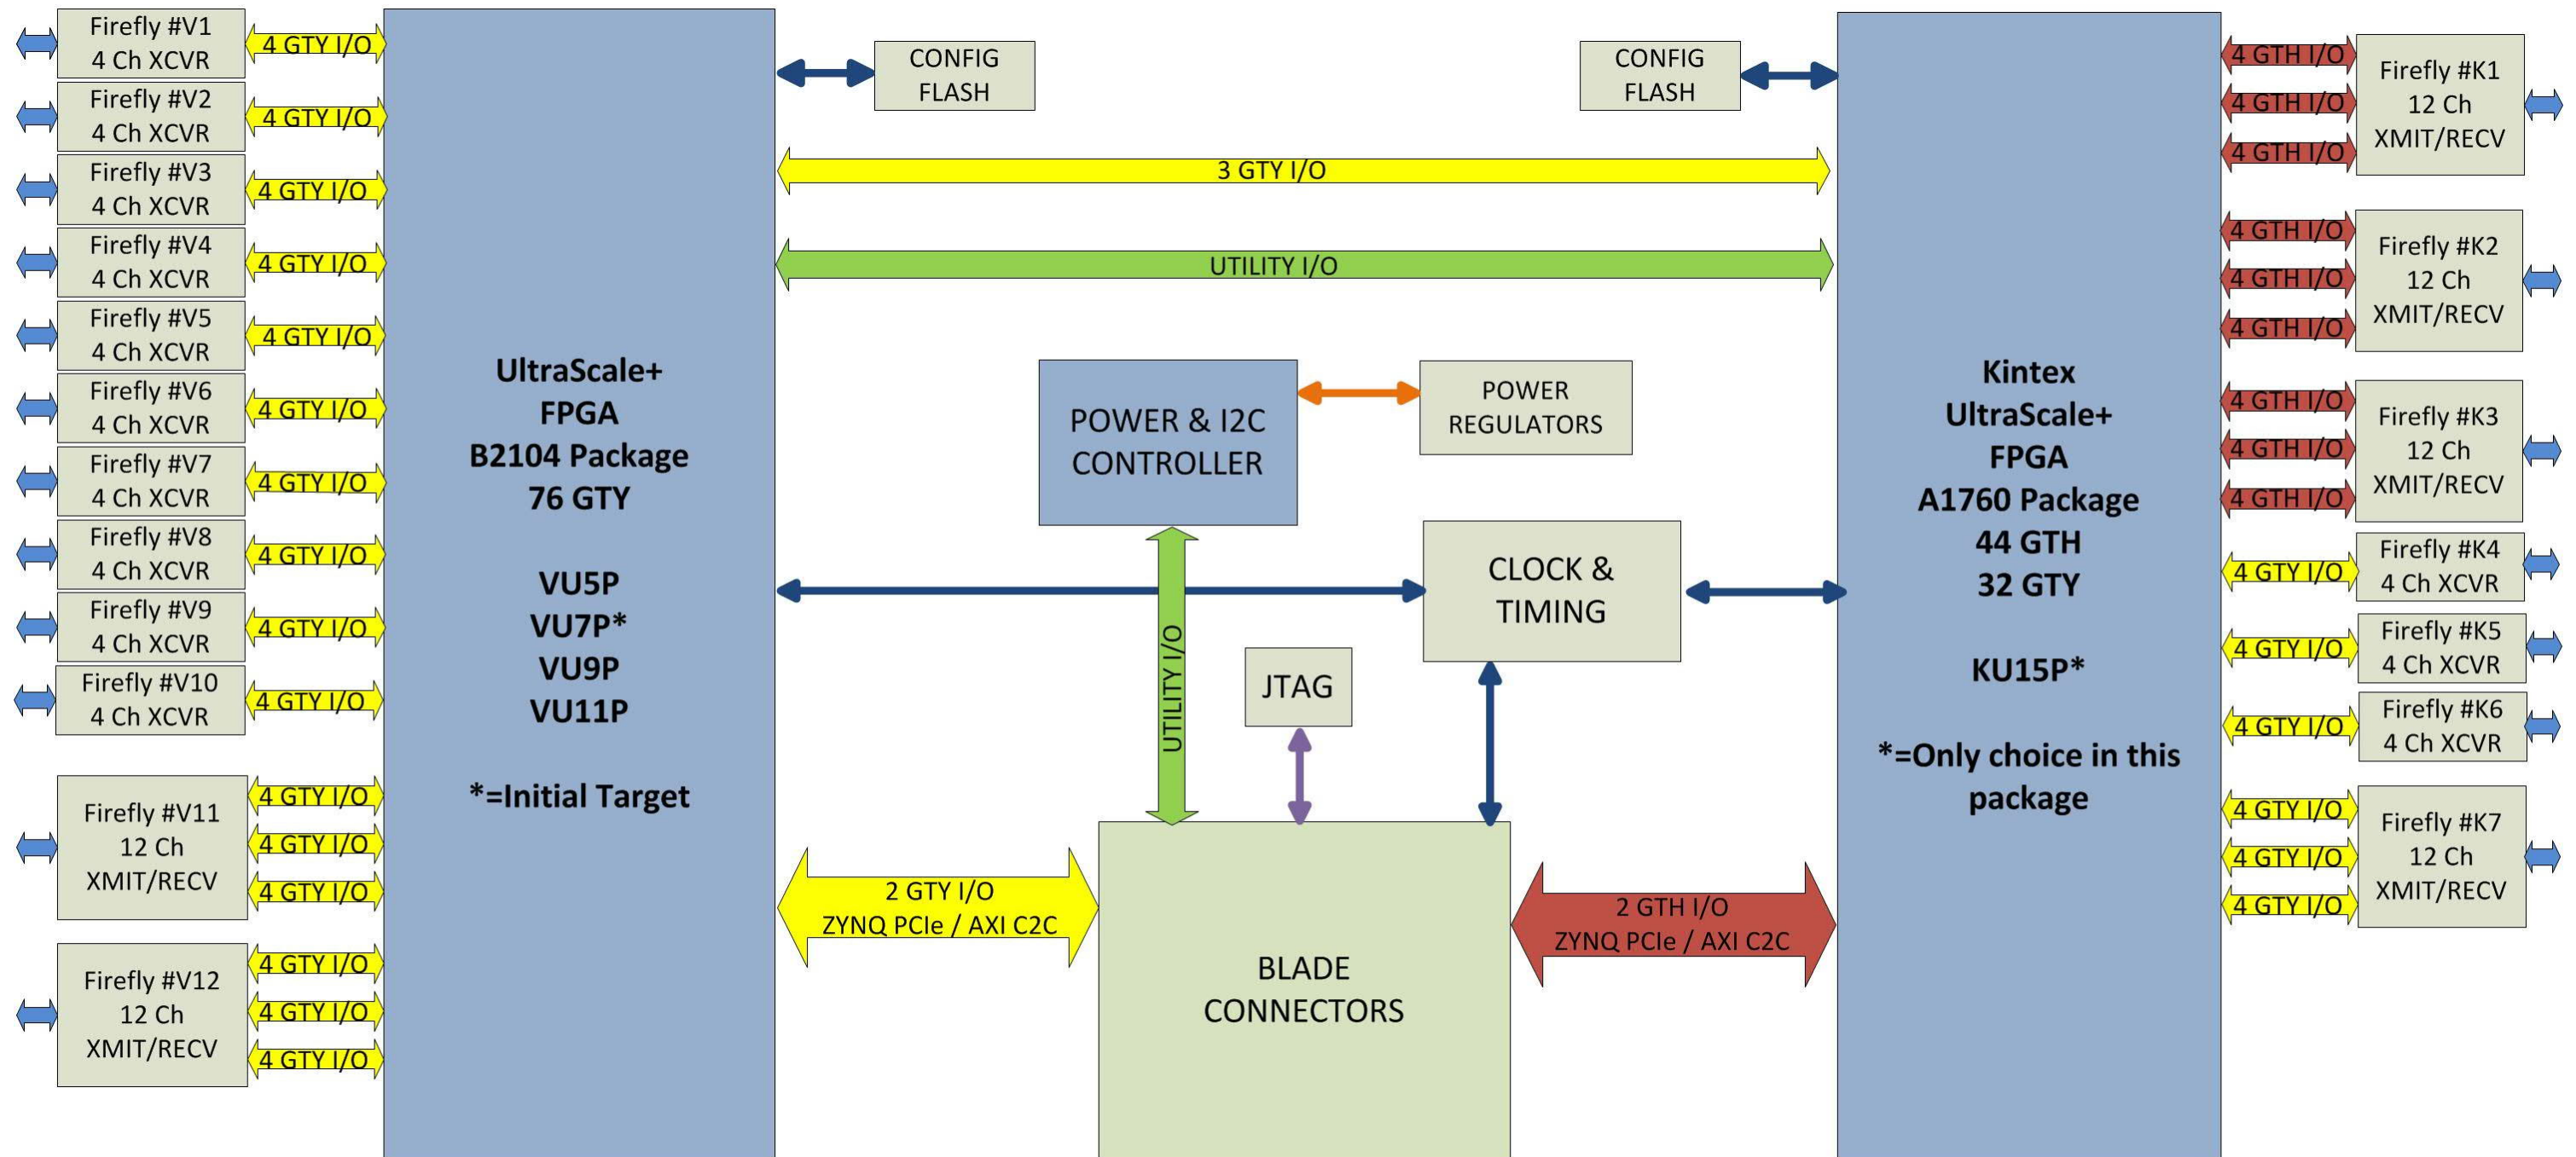 Firefly #V1
4 Ch XCVR
4 GTY I/O
Firefly #V2
4 Ch XCVR
4 GTY I/O
Firefly #V3
4 Ch XCVR
4 GTY I/O
Firefly #V4
4 Ch XCVR
4 GTY I/O
Firefly #V5
4 Ch XCVR
4 GTY I/O
Firefly #V6
4 Ch XCVR
4 GTY I/O
Firefly #V7
4 Ch XCVR
4 GTY I/O
Firefly #V8
4 Ch XCVR
4 GTY I/O
Firefly #V9
4 Ch XCVR
4 GTY I/O
Firefly #V10
4 Ch XCVR
4 GTY I/O
Firefly #V11
12 Ch
XMIT/RECV
4 GTY I/O
4 GTY I/O
4 GTY I/O
Firefly #V12
12 Ch
XMIT/RECV
4 GTY I/O
4 GTY I/O
4 GTY I/O
UltraScale+
FPGA
B2104 Package
76 GTY
VU5P
VU7P*
VU9P
VU11P
*=Initial Target
CONFIG
FLASH
CONFIG
FLASH
3 GTY I/O
UTILITY I/O
POWER & I2C
CONTROLLER
POWER
REGULATORS
CLOCK &
TIMING
UTILITY I/O
JTAG
2 GTY I/O
ZYNQ PCIe / AXI C2C
BLADE
CONNECTORS
2 GTH I/O
ZYNQ PCIe / AXI C2C
Kintex
UltraScale+
FPGA
A1760 Package
44 GTH
32 GTY
KU15P*
*=Only choice in this
package
4 GTH I/O
4 GTH I/O
4 GTH I/O
Firefly #K1
12 Ch
XMIT/RECV
4 GTH I/O
4 GTH I/O
4 GTH I/O
Firefly #K2
12 Ch
XMIT/RECV
4 GTH I/O
4 GTH I/O
4 GTH I/O
Firefly #K3
12 Ch
XMIT/RECV
4 GTY I/O
Firefly #K4
4 Ch XCVR
4 GTY I/O
Firefly #K5
4 Ch XCVR
4 GTY I/O
Firefly #K6
4 Ch XCVR
4 GTY I/O
4 GTY I/O
4 GTY I/O
Firefly #K7
12 Ch
XMIT/RECV